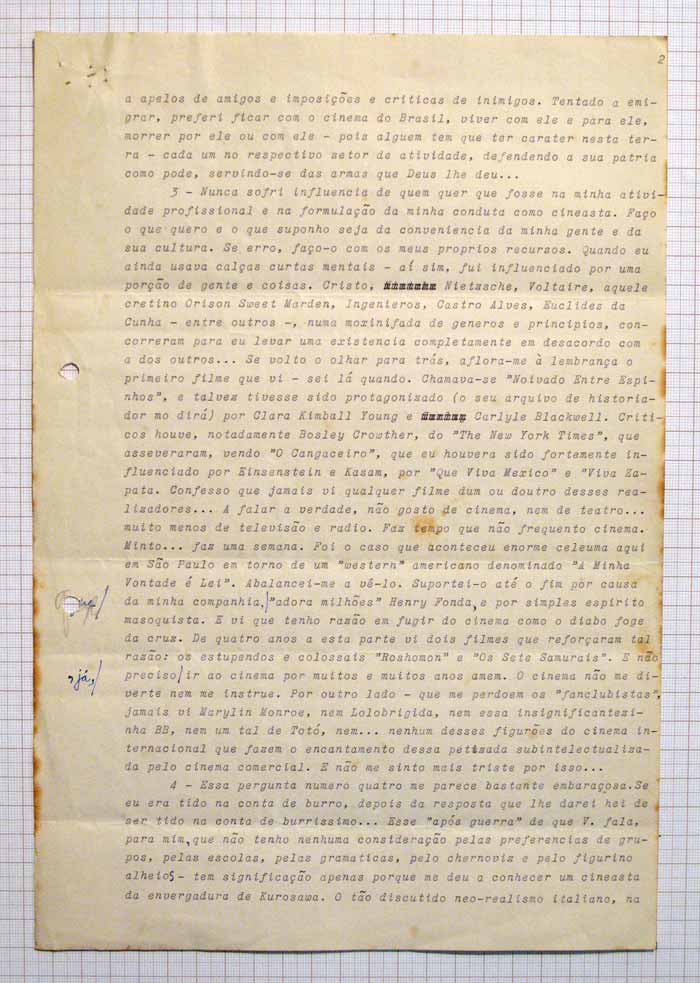 2
a apelos de amigos e imposições e criticas de inimigos. Tentado a emi-
grar, preferi ficar com o cinema do Brasil, viver com ele e para ele,
morrer por ele ou com ele - pois alguem tem que ter carater nesta ter-
ra - cada um no respectivo setor de atividade, defendendo a sua patria
como pode, servindo-se das armas que Deus lhe deu...
3 - Nunca sofri influencia de quem quer que fosse na minha ativi-
dade profissional e na formulação da minha conduta como cineasta. Faço
o que quero e o que suponho seja da conveniencia da minha gente e da
sua cultura. Se erro, faço-o com os meus proprios recursos. Quando eu
ainda usava calças curtas mentais - aí sim, fui influenciado por uma
porção de gente e coisas. Cristo, Nietzsche, Voltaire, aquele
cretino Orison Sweet Marden, Ingenieros, Castro Alves, Euclides da
Cunha - entre outros -, numa moxinifada de generos e principios, con-
correram para eu levar uma existencia completamente em desacordo com
a dos outros... Se volto o olhar para trás, aflora-me à lembrança o
primeiro filme que vi - sei lá quando. Chamava-se "Noivado Entre Espi-
nhos", e talvez tivesse sido protagonizado (o seu arquivo de historia-
dor mo dirá) por Clara Kimball Young e Carlyle Blackwell. Criti-
cos houve, notadamente Bosley Crowther, do "The New York Times", que
asseveraram, vendo "O Cangaceiro", que eu houvera sido fortemente in-
fluenciado por Einsenstein e Kasam, por "Que Viva Mexico" e "Viva Za-
pata. Confesso que jamais vi qualquer filme dum ou doutro desses rea-
lizadores... A falar a verdade, não gosto de cinema, nem de teatro...
muito menos de televisão e radio. Faz tempo que não frequento cinema.
Minto... faz uma semana. Foi o caso que aconteceu enorme celeuma aqui
em São Paulo em torno de um "western" americano denominado "A Minha
Vontade é Lei". Abalancei-me a vê-lo. Suportei-o até o fim por causa
da minha companhia,/"adora milhões" Henry Fonda, e por simples espirito
masoquista. E vi que tenho razão em fugir do cinema como o diabo foge
da cruz. De quatro anos a esta parte vi dois filmes que reforçaram tal
razão: os estupendos e colossais "Roshomon" e "Os Sete Samurais". E não
, já,/ preciso/ir ao cinema por muitos e muitos anos amem. O cinema não me di-
verte nem me instrue. Por outro lado - que me perdoem os "fanclubistas",
jamais vi Marylin Monroe, nem Lolobrigida, nem essa insignificantezi-
nha BB, nem um tal de Totó, nem... nenhum desses figurões do cinema in-
ternacional que fazem o encantamento dessa petizada subintelectualiza-
da pelo cinema comercial. E não me sinto mais triste por isso...
4 - Essa pergunta numero quatro me parece bastante embaraçosa.Se
eu era tido na conta de burro, depois da resposta que lhe darei hei de
ser tido na conta de burrissimo... Esse "após guerra" de que V. fala,
para mim, que não tenho nenhuma consideração pelas preferencias de gru-
pos, pelas escolas, pelas gramaticas, pelo chernoviz e pelo figurino
alheios- tem significação apenas porque me deu a conhecer um cineasta
da envergadura de Kurosawa. O tão discutido neo-realismo italiano, na